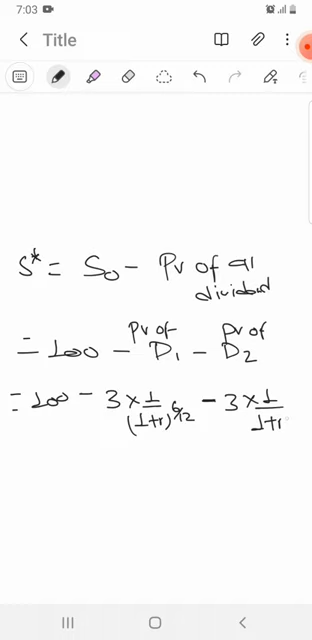 7:03
Title
S* = S0 - Pv of all dividend
= 100 - Pv of D1 - Pv of D2
= 100 - 3 × 1/(1+r)^6/12 - 3 × 1/1+r